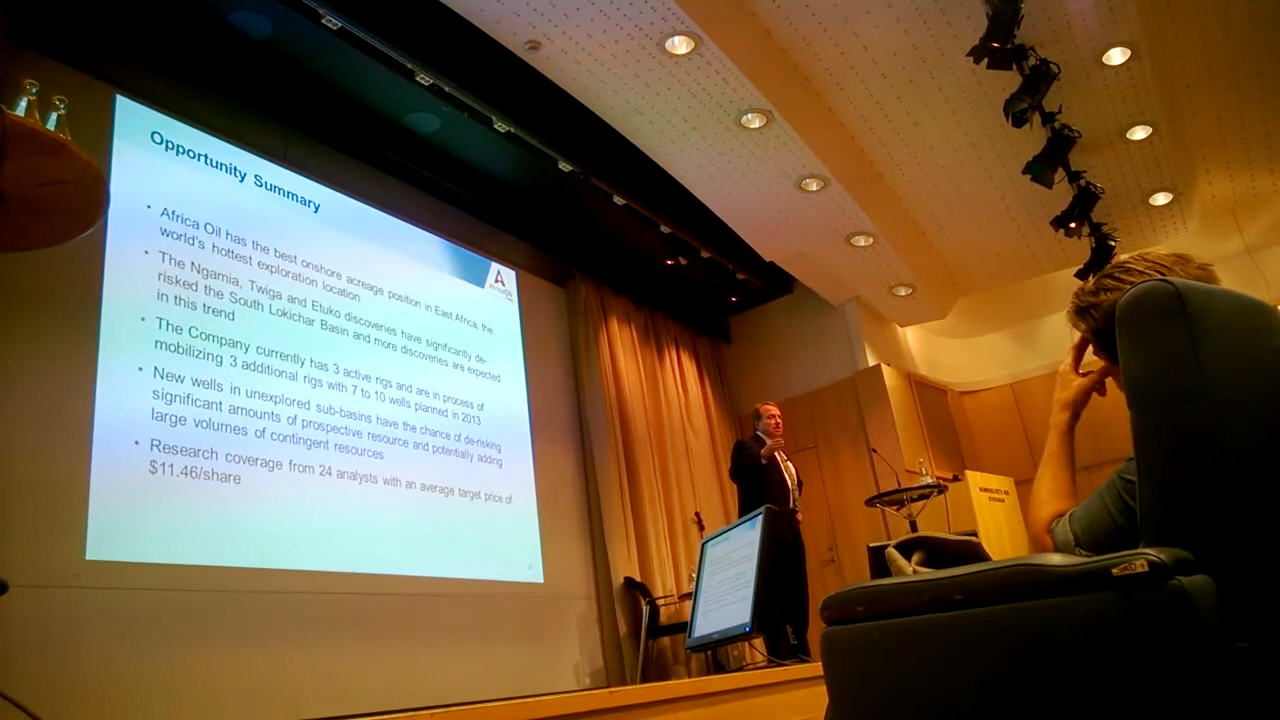 Opportunity Summary
• Africa Oil has the best onshore acreage position in East Africa, the
world's hottest exploration location
• The Ngamia, Twiga and Etuko discoveries have significantly de-
risked the South Lokichar Basin and more discoveries are expected
in this trend
• The Company currently has 3 active rigs and are in process of
mobilizing 3 additional rigs with 7 to 10 wells planned in 2013
• New wells in unexplored sub-basins have the chance of de-risking
significant amounts of prospective resource and potentially adding
large volumes of contingent resources
• Research coverage from 24 analysts with an average target price of
$11.46/share
AfricaOil